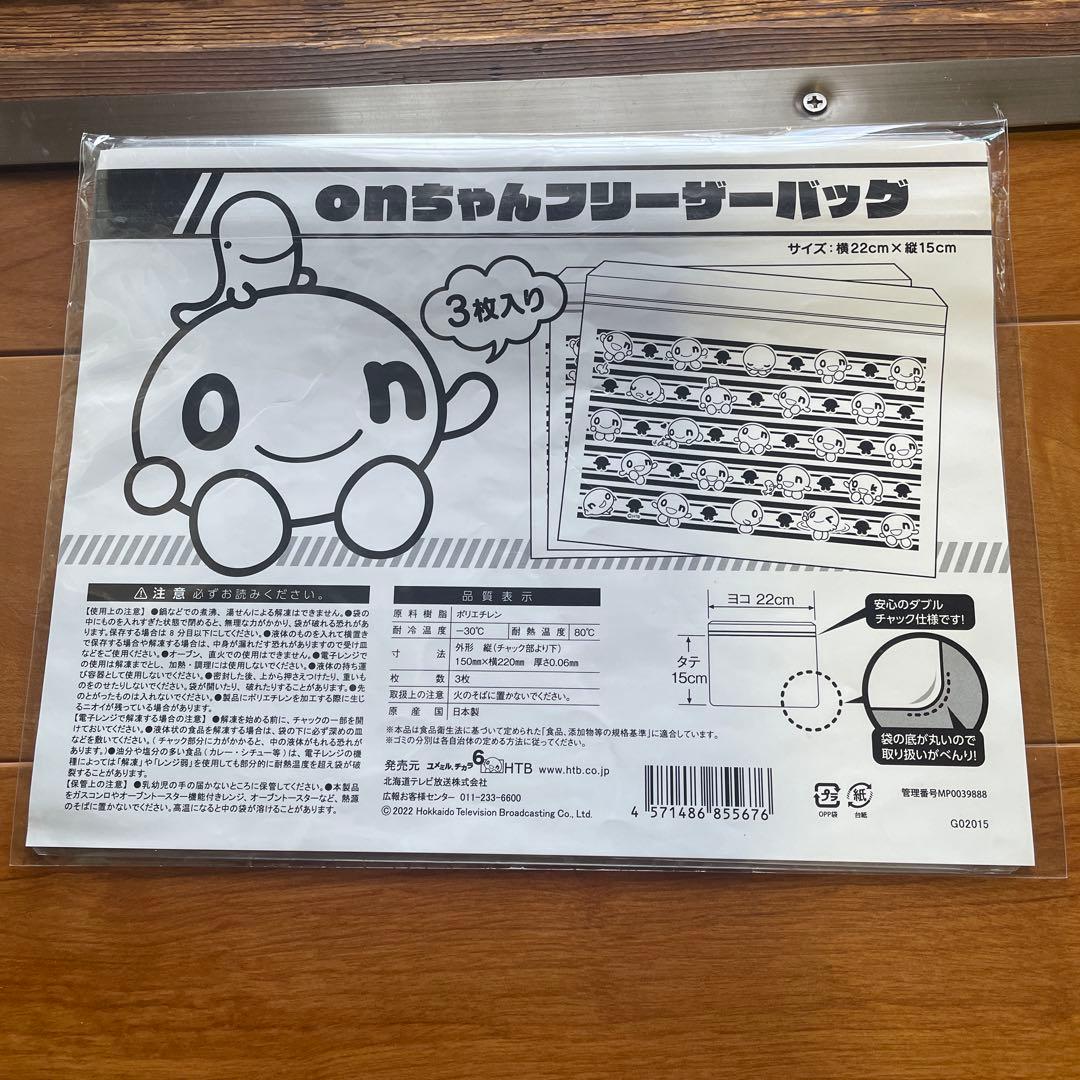 onちゃんフリーザーバッグ
サイズ：横22cm×縦15cm
3枚入り
o n
©HTB
⚠注意 必ずお読みください。
【使用上の注意】●鍋などでの煮沸、湯せんによる解凍はできません。●袋の
中にものを入れすぎた状態で閉めると、無理な力がかかり、袋が破れる恐れがあ
ります。保存する場合は8分目以下にしてください。●液体のものを入れて横置き
で保存する場合や解凍する場合は、中身が漏れだす恐れがありますので受け皿
などをご使用ください。●オーブン、直火での使用はできません。●電子レンジで
の使用は解凍までとし、加熱・調理には使用しないでください。●液体の持ち運
び容器として使用しないでください。●密封した後、上から押さえつけたり、重いも
のをのせたりしないでください。袋が開いたり、破れたりすることがあります。●先
のとがったものは入れないでください。●製品にポリエチレンを加工する際に生じ
るニオイが残っている場合があります。
【電子レンジで解凍する場合の注意】●解凍を始める前に、チャックの一部を開
けておいてください。●液体状の食品を解凍する場合は、袋の下に必ず深めの皿
などを敷いてください。(チャック部分に力がかかると、中の液体がもれる恐れが
あります。)●油分や塩分の多い食品(カレー・シチュー等)は、電子レンジの機
種によっては「解凍」や「レンジ弱」を使用しても部分的に耐熱温度を超え袋が破
裂することがあります。
【保管上の注意】●乳幼児の手の届かないところに保管してください。●本製品
をガスコンロやオーブントースター機能付きレンジ、オーブントースターなど、熱源
のそばに置かないでください。高温になると中の袋が溶けることがあります。
品質表示
原料樹脂 ポリエチレン
耐冷温度 −30℃ 耐熱温度 80℃
寸法 外形 縦(チャック部より下)
150mm×横220mm 厚さ0.06mm
枚数 3枚
取扱上の注意 火のそばに置かないでください。
原産国 日本製
※本品は食品衛生法に基づいて定められた「食品、添加物等の規格基準」に適合しています。
※ゴミの分別は各自治体の定める方法に従ってください。
発売元 ユメミル、チカラ 6 HTB www.htb.co.jp
北海道テレビ放送株式会社
広報お客様センター 011-233-6600
©2022 Hokkaido Television Broadcasting Co., Ltd.
4 571486 855676
ヨコ 22cm
タテ
15cm
安心のダブル
チャック仕様です!
袋の底が丸いので
取り扱いがべんり!
プラ
OPP袋
紙
台紙
管理番号MP0039888
G02015